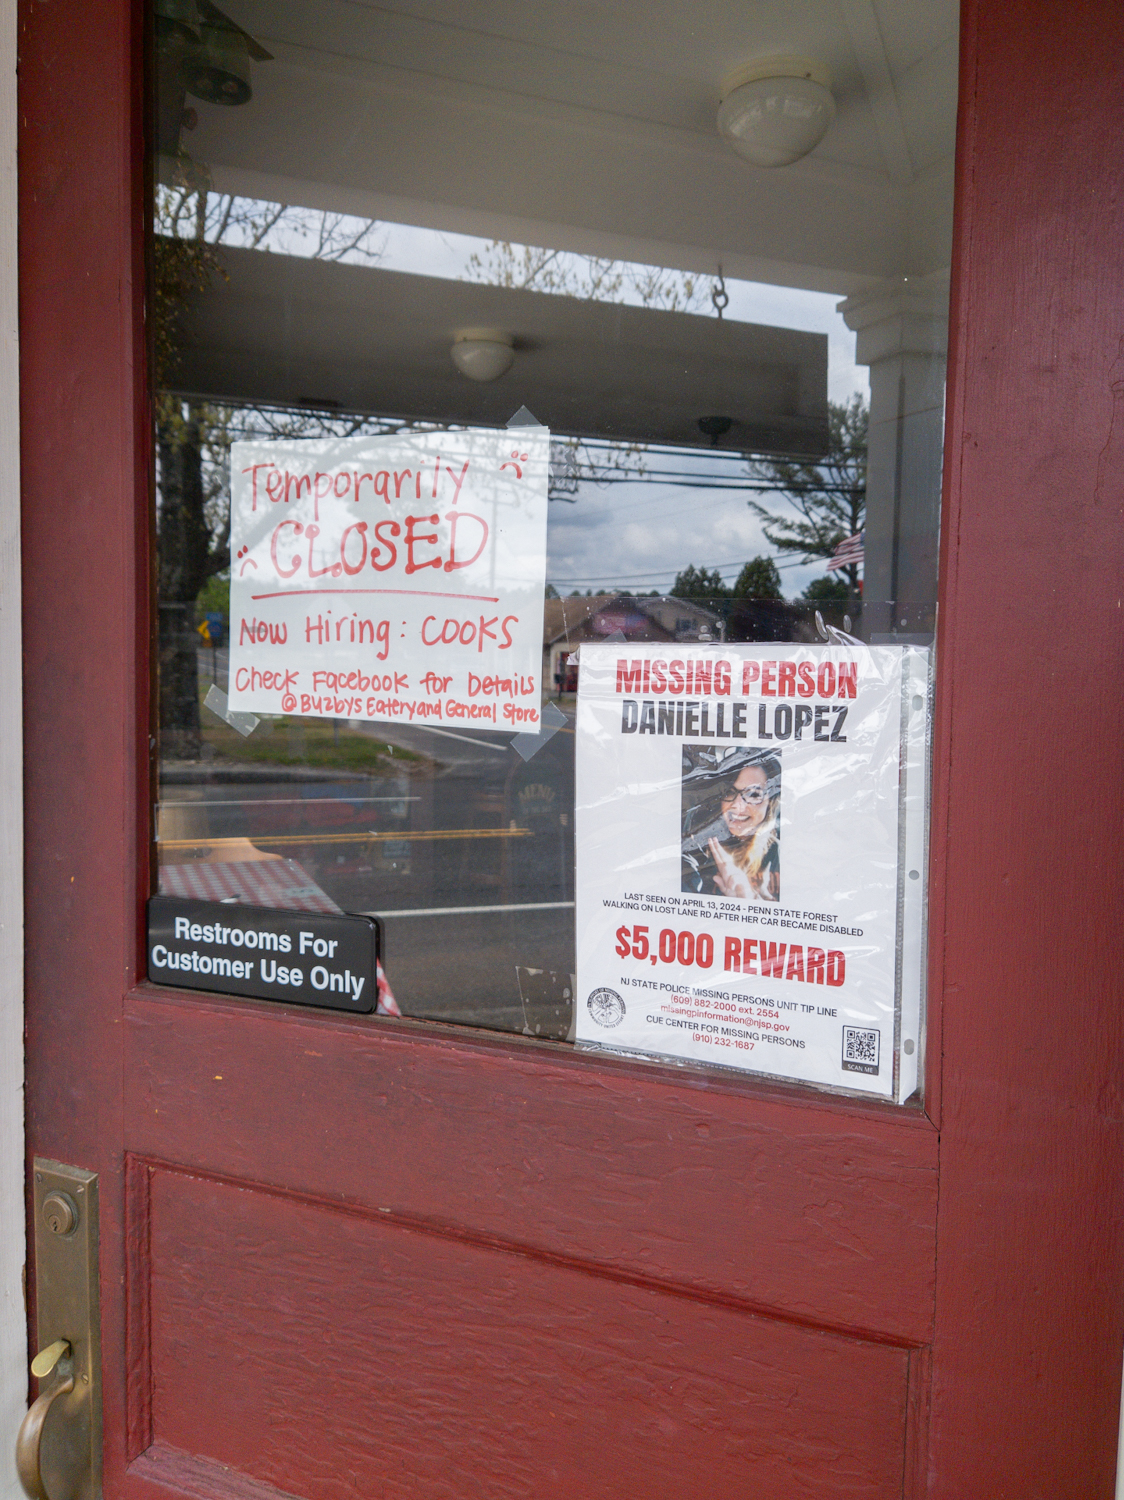 Temporarily
CLOSED
Now Hiring: COOKS
Check Facebook for Details
@Buzbys Eatery and General Store
MISSING PERSON
DANIELLE LOPEZ
LAST SEEN ON APRIL 13, 2024 - PENN STATE FOREST
WALKING ON LOST LANE RD AFTER HER CAR BECAME DISABLED
$5,000 REWARD
NJ STATE POLICE MISSING PERSONS UNIT TIP LINE
(609) 882-2000 ext. 2554
missingpinformation@njsp.gov
CUE CENTER FOR MISSING PERSONS
(910) 232-1687
SCAN ME
Restrooms For
Customer Use Only